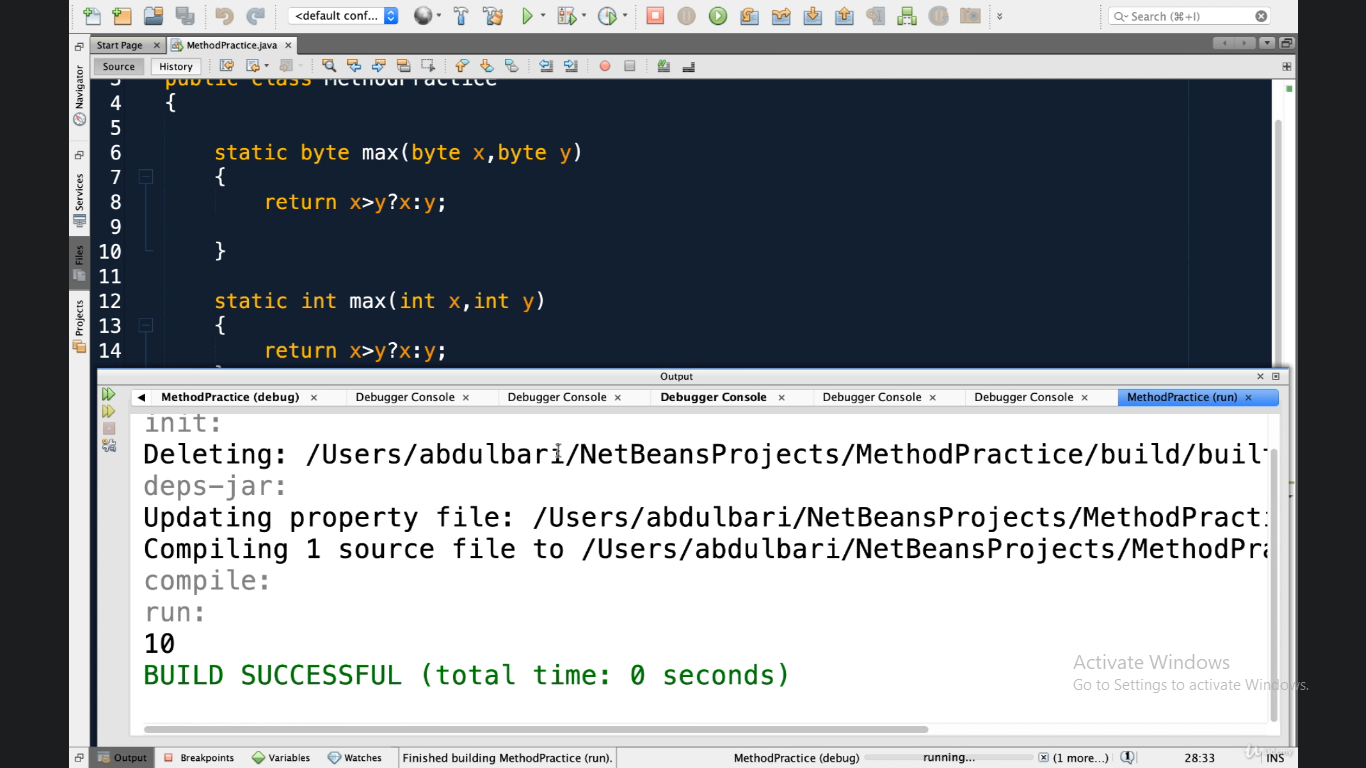 <default conf...
Search (⌘+I)
Start Page
MethodPractice.java
Source
History
Navigator
Services
Files
Projects
3 public class MethodPractice
4 {
5
6 static byte max(byte x,byte y)
7 {
8 return x>y?x:y;
9
10 }
11
12 static int max(int x,int y)
13 {
14 return x>y?x:y;
Output
MethodPractice (debug)
Debugger Console
Debugger Console
Debugger Console
Debugger Console
Debugger Console
MethodPractice (run)
init:
Deleting: /Users/abdulbari/NetBeansProjects/MethodPractice/build/built
deps-jar:
Updating property file: /Users/abdulbari/NetBeansProjects/MethodPracti
Compiling 1 source file to /Users/abdulbari/NetBeansProjects/MethodPra
compile:
run:
10
BUILD SUCCESSFUL (total time: 0 seconds)
Activate Windows
Go to Settings to activate Windows.
Output
Breakpoints
Variables
Watches
Finished building MethodPractice (run).
MethodPractice (debug)
running...
(1 more...)
28:33
INS